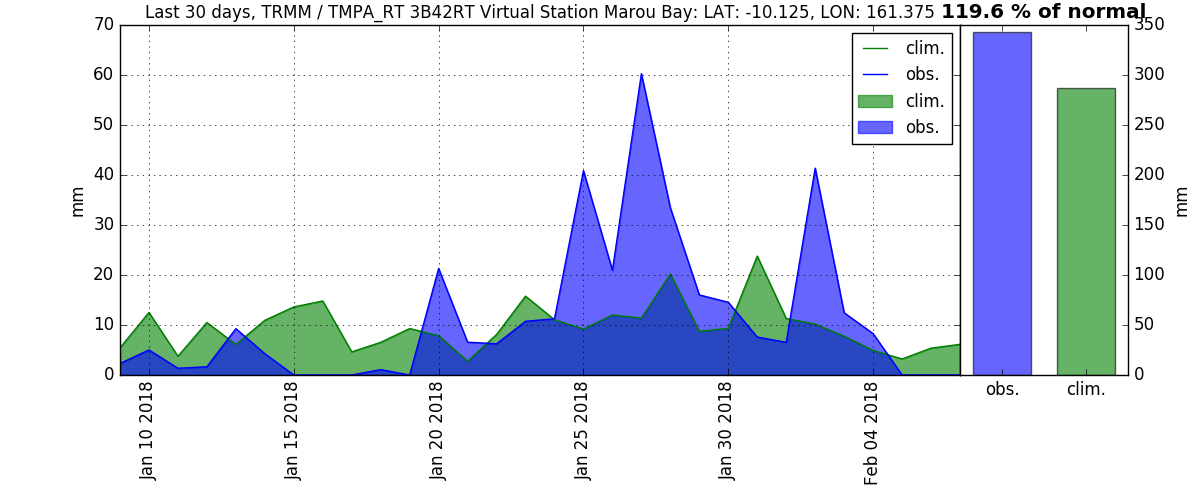 Last 30 days, TRMM / TMPA_RT 3B42RT Virtual Station Marou Bay: LAT: -10.125, LON: 161.375
119.6 % of normal
70
60
50
40
30
20
10
0
mm
clim.
obs.
clim.
obs.
Jan 10 2018
Jan 15 2018
Jan 20 2018
Jan 25 2018
Jan 30 2018
Feb 04 2018
350
300
250
200
150
100
50
0
mm
obs.
clim.